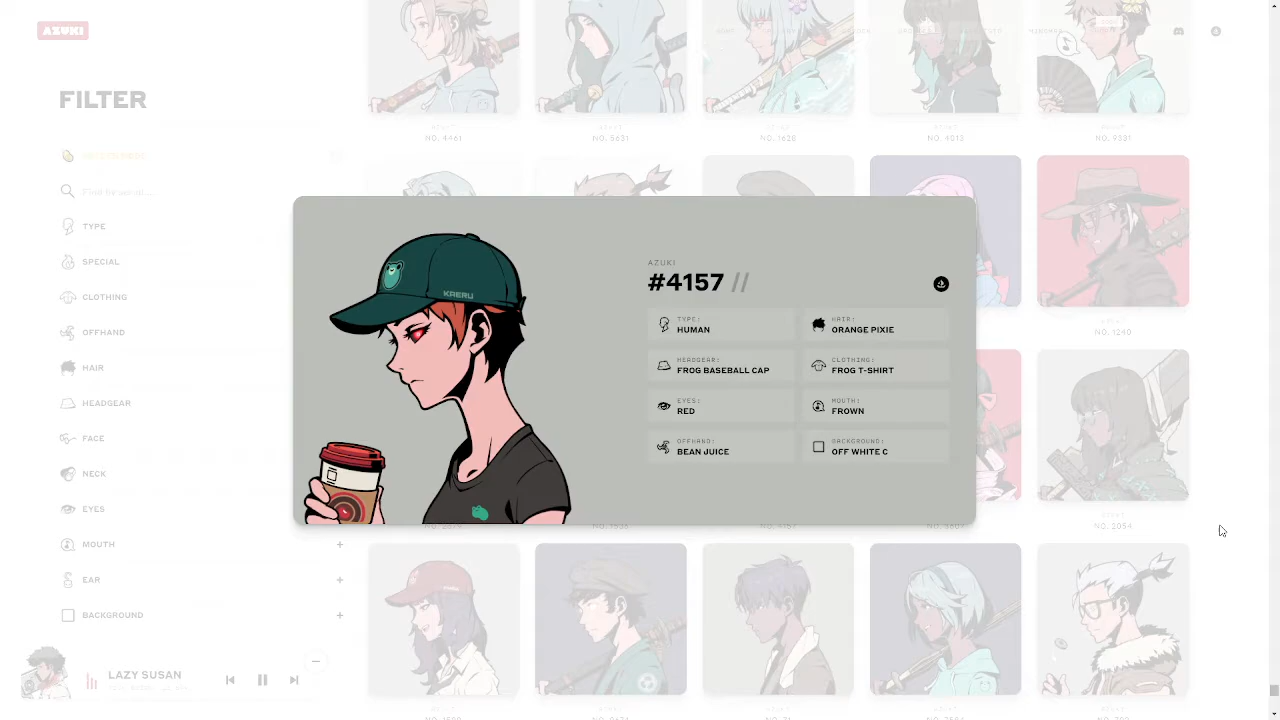 AZUKI
FILTER
TYPE
SPECIAL
CLOTHING
OFFHAND
HAIR
HEADGEAR
FACE
NECK
EYES
MOUTH
EAR
BACKGROUND
LAZY SUSAN
NO. 4461
NO. 5631
NO. 1620
NO. 4213
NO. 9331
KAERU
AZUKI
#4157 //
TYPE:
HUMAN
HAIR:
ORANGE PIXIE
HEADGEAR:
FROG BASEBALL CAP
CLOTHING:
FROG T-SHIRT
EYES:
RED
MOUTH:
FROWN
OFFHAND:
BEAN JUICE
BACKGROUND:
OFF WHITE C
NO. 1240
NO. 2054